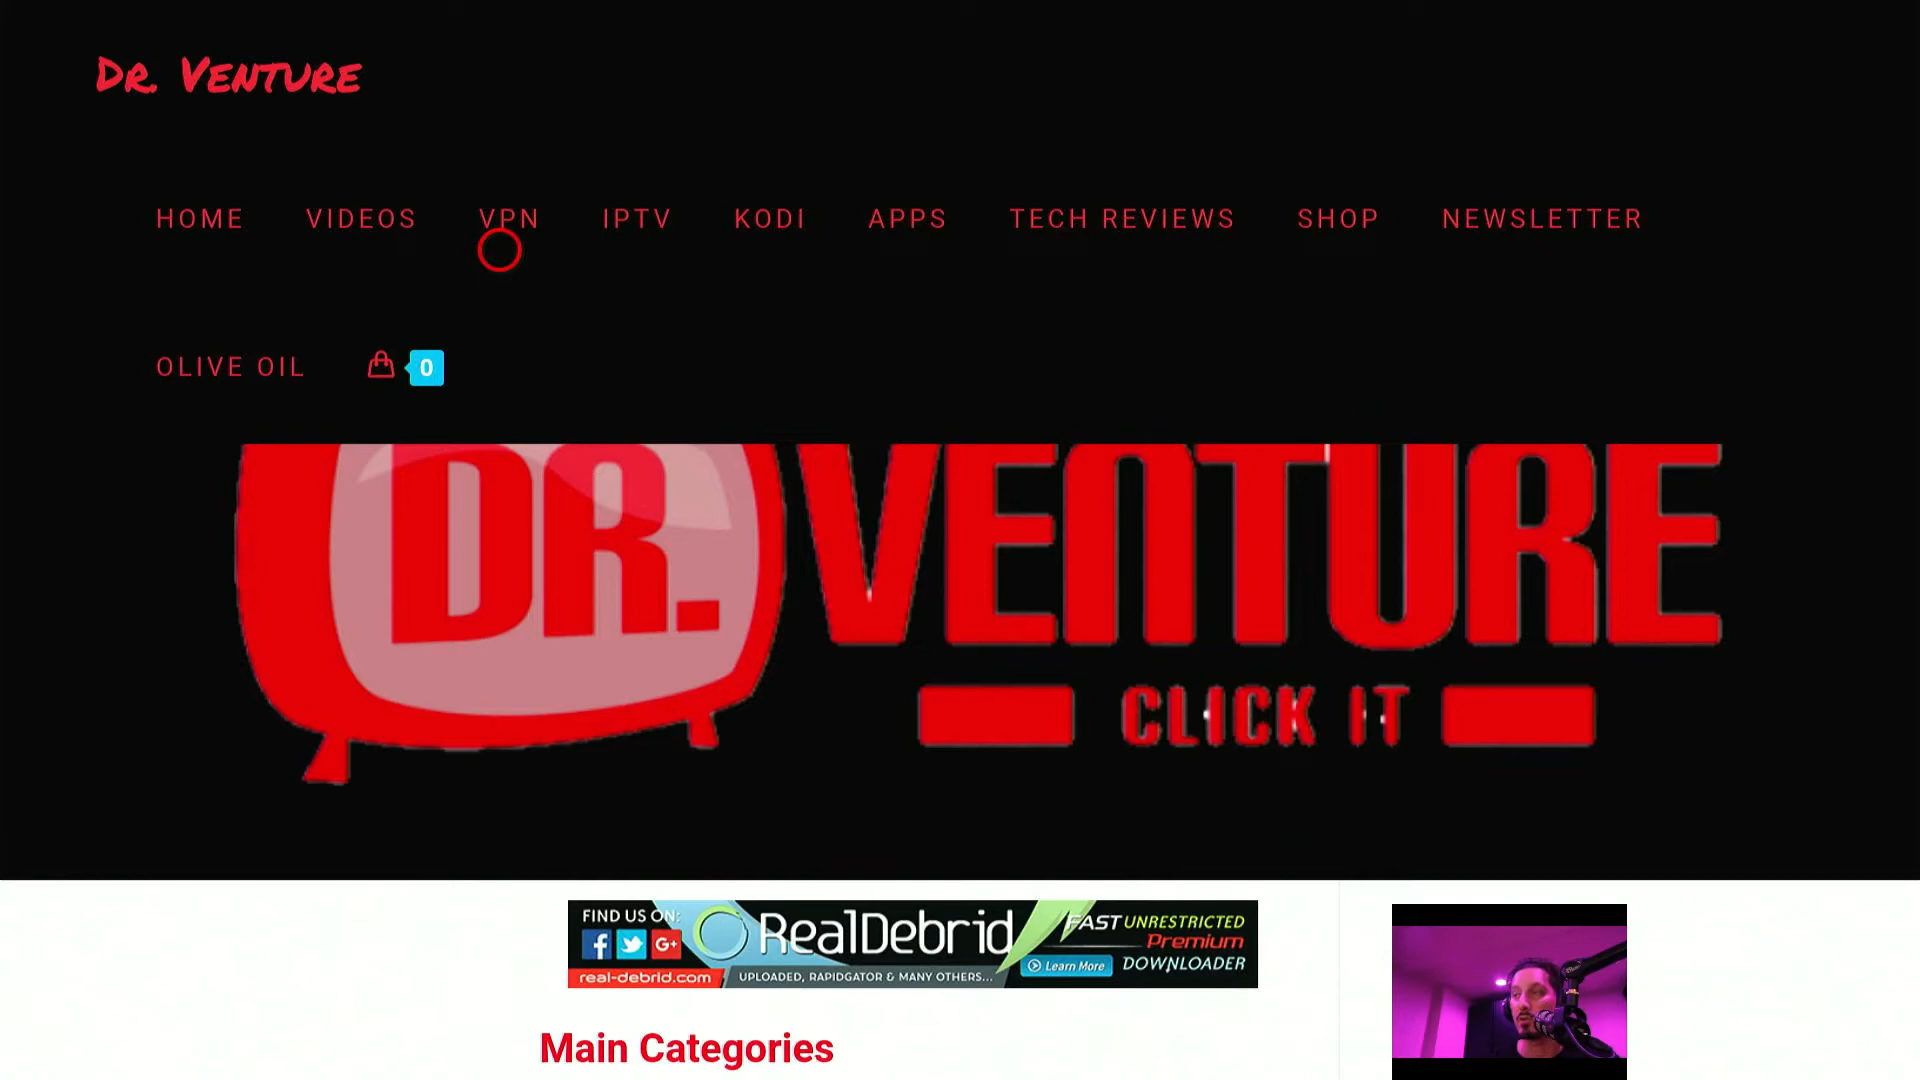 DR. VENTURE
HOME VIDEOS VPN IPTV KODI APPS TECH REVIEWS SHOP NEWSLETTER
OLIVE OIL 0
DR. VENTURE
CLICK IT
FIND US ON:
real-debrid.com
RealDebrid
UPLOADED, RAPIDGATOR & MANY OTHERS...
FAST UNRESTRICTED
Premium
Learn More DOWNLOADER
Main Categories